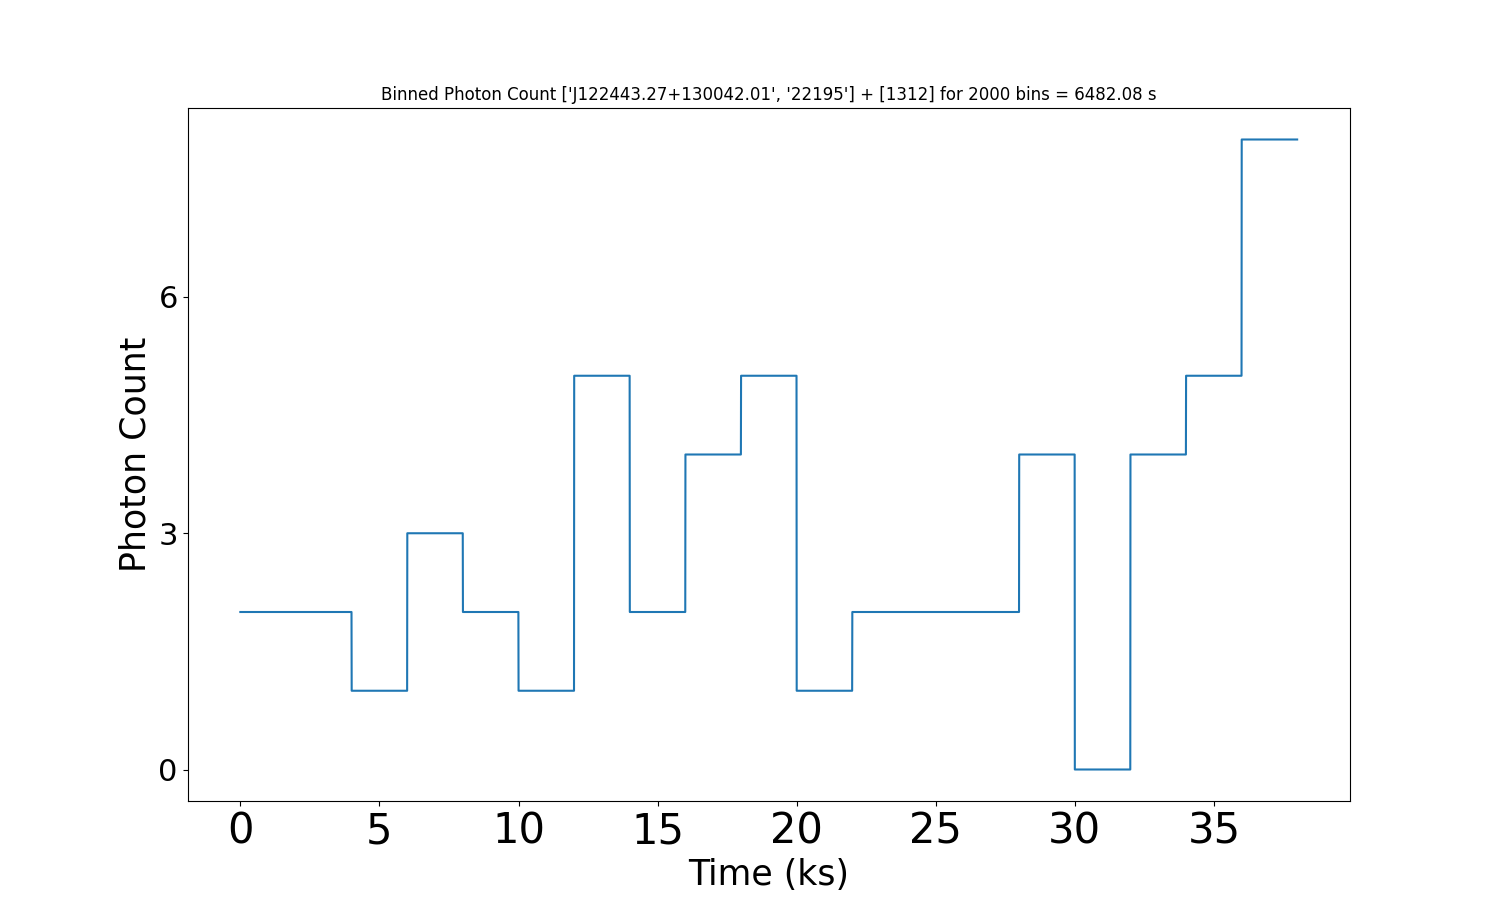 Binned Photon Count ['J122443.27+130042.01', '22195'] + [1312] for 2000 bins = 6482.08 s
Photon Count
6
3
0
0 5 10 15 20 25 30 35
Time (ks)